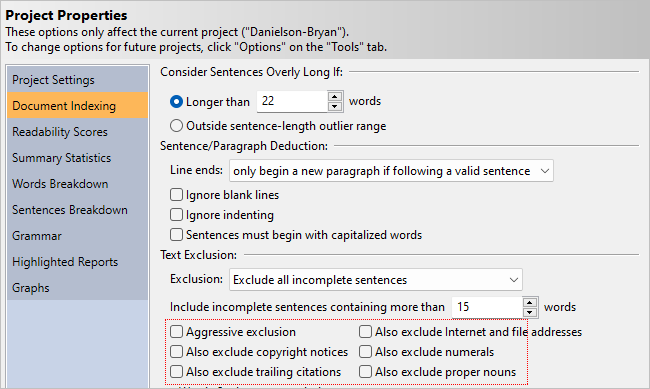 Project Properties
These options only affect the current project ("Danielson-Bryan").
To change options for future projects, click "Options" on the "Tools" tab.
Project Settings
Document Indexing
Readability Scores
Summary Statistics
Words Breakdown
Sentences Breakdown
Grammar
Highlighted Reports
Graphs
Consider Sentences Overly Long If:
Longer than 22 words
Outside sentence-length outlier range
Sentence/Paragraph Deduction:
Line ends: only begin a new paragraph if following a valid sentence
Ignore blank lines
Ignore indenting
Sentences must begin with capitalized words
Text Exclusion:
Exclusion: Exclude all incomplete sentences
Include incomplete sentences containing more than 15 words
Aggressive exclusion Also exclude Internet and file addresses
Also exclude copyright notices Also exclude numerals
Also exclude trailing citations Also exclude proper nouns